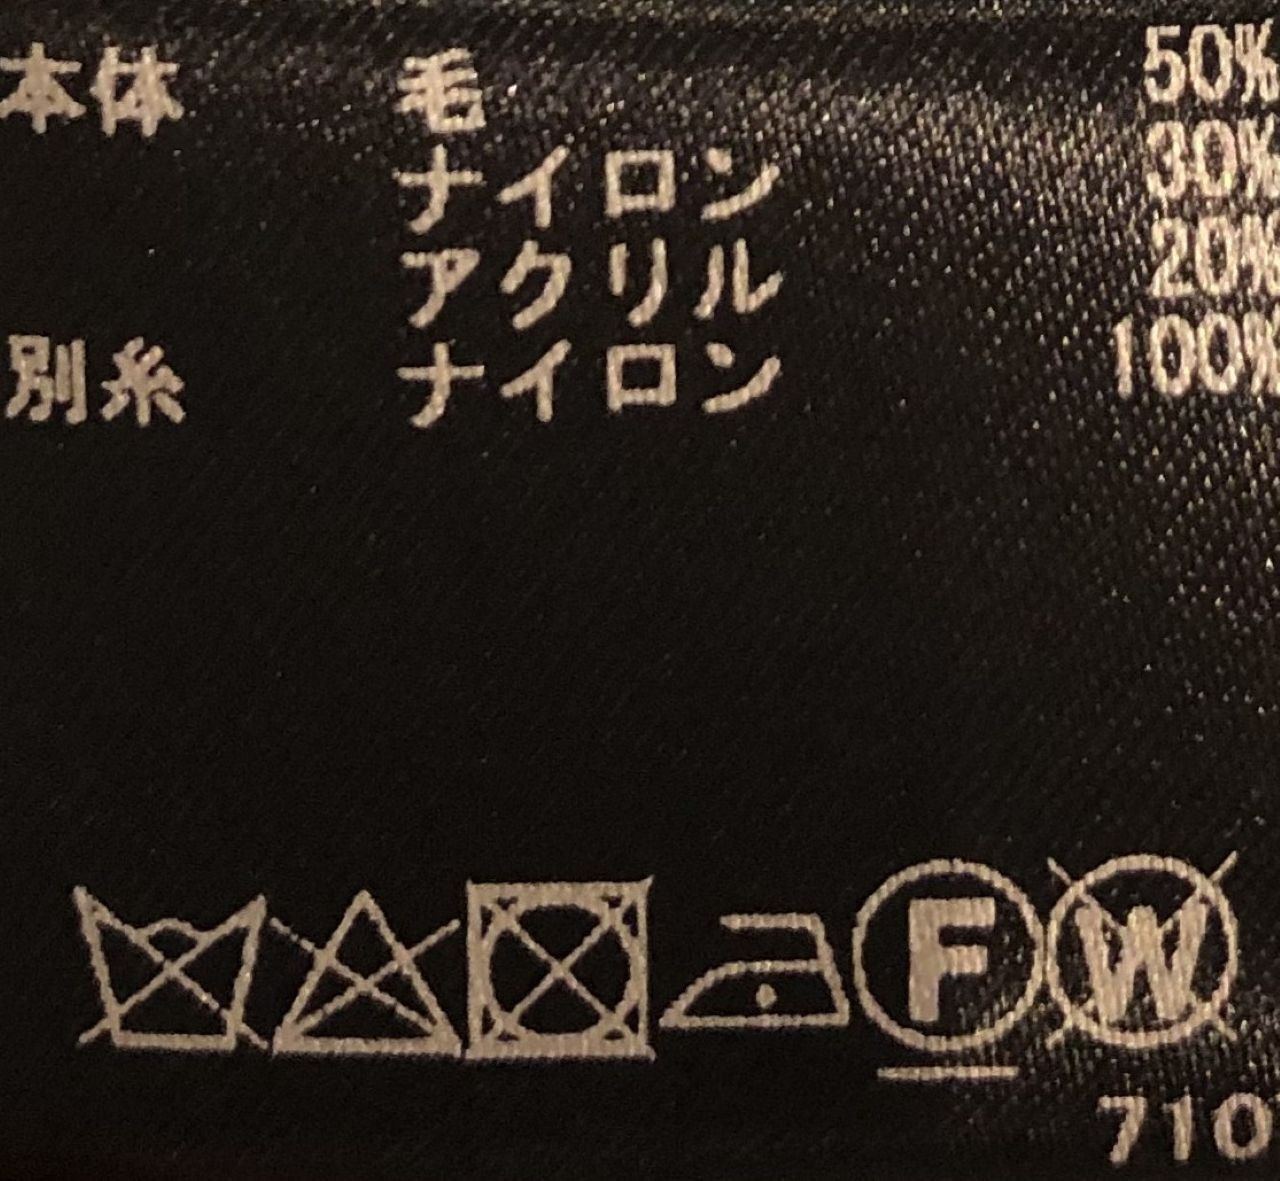 本体 毛 50%
ナイロン 30%
アクリル 20%
別糸 ナイロン 100%
F W
710